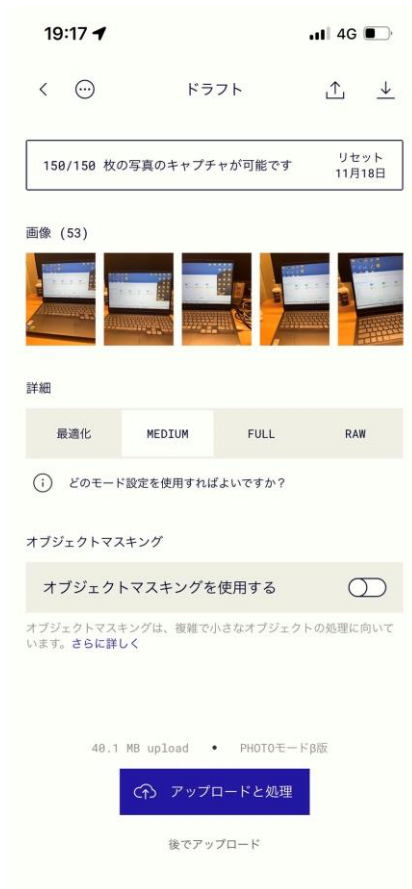 19:17
4G
ドラフト
150/150 枚の写真のキャプチャが可能です
リセット
11月18日
画像 (53)
詳細
最適化 MEDIUM FULL RAW
どのモード設定を使用すればよいですか？
オブジェクトマスキング
オブジェクトマスキングを使用する
オブジェクトマスキングは、複雑で小さなオブジェクトの処理に向いて
います。さらに詳しく
40.1 MB upload • PHOTOモードβ版
アップロードと処理
後でアップロード